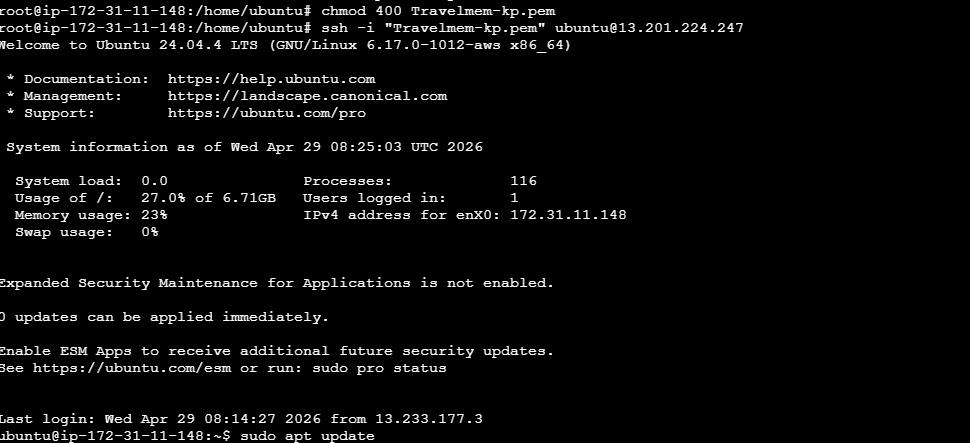 root@ip-172-31-11-148:/home/ubuntu# chmod 400 Travelmem-kp.pem
root@ip-172-31-11-148:/home/ubuntu# ssh -i "Travelmem-kp.pem" ubuntu@13.201.224.247
Welcome to Ubuntu 24.04.4 LTS (GNU/Linux 6.17.0-1012-aws x86_64)
* Documentation:  https://help.ubuntu.com
* Management:     https://landscape.canonical.com
* Support:        https://ubuntu.com/pro
System information as of Wed Apr 29 08:25:03 UTC 2026
System load:  0.0                Processes:             116
Usage of /:   27.0% of 6.71GB   Users logged in:       1
Memory usage: 23%                IPv4 address for enX0: 172.31.11.148
Swap usage:   0%
Expanded Security Maintenance for Applications is not enabled.
0 updates can be applied immediately.
Enable ESM Apps to receive additional future security updates.
See https://ubuntu.com/esm or run: sudo pro status
Last login: Wed Apr 29 08:14:27 2026 from 13.233.177.3
ubuntu@ip-172-31-11-148:~$ sudo apt update